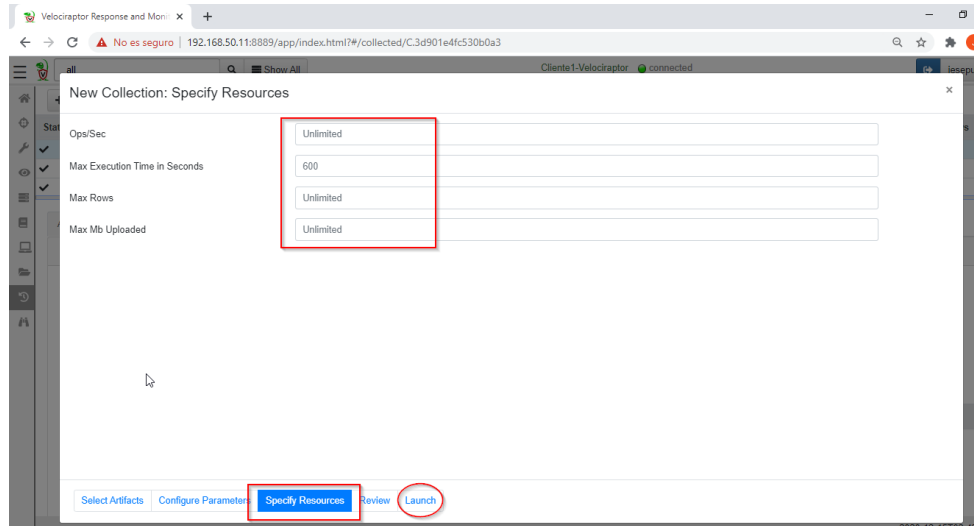 Velociraptor Response and Monit
No es seguro | 192.168.50.11:8889/app/index.html?#/collected/C.3d901e4fc530b0a3
all
Show All
Cliente1-Velociraptor connected
New Collection: Specify Resources
Ops/Sec
Unlimited
Max Execution Time in Seconds
600
Max Rows
Unlimited
Max Mb Uploaded
Unlimited
Select Artifacts Configure Parameters Specify Resources Review Launch